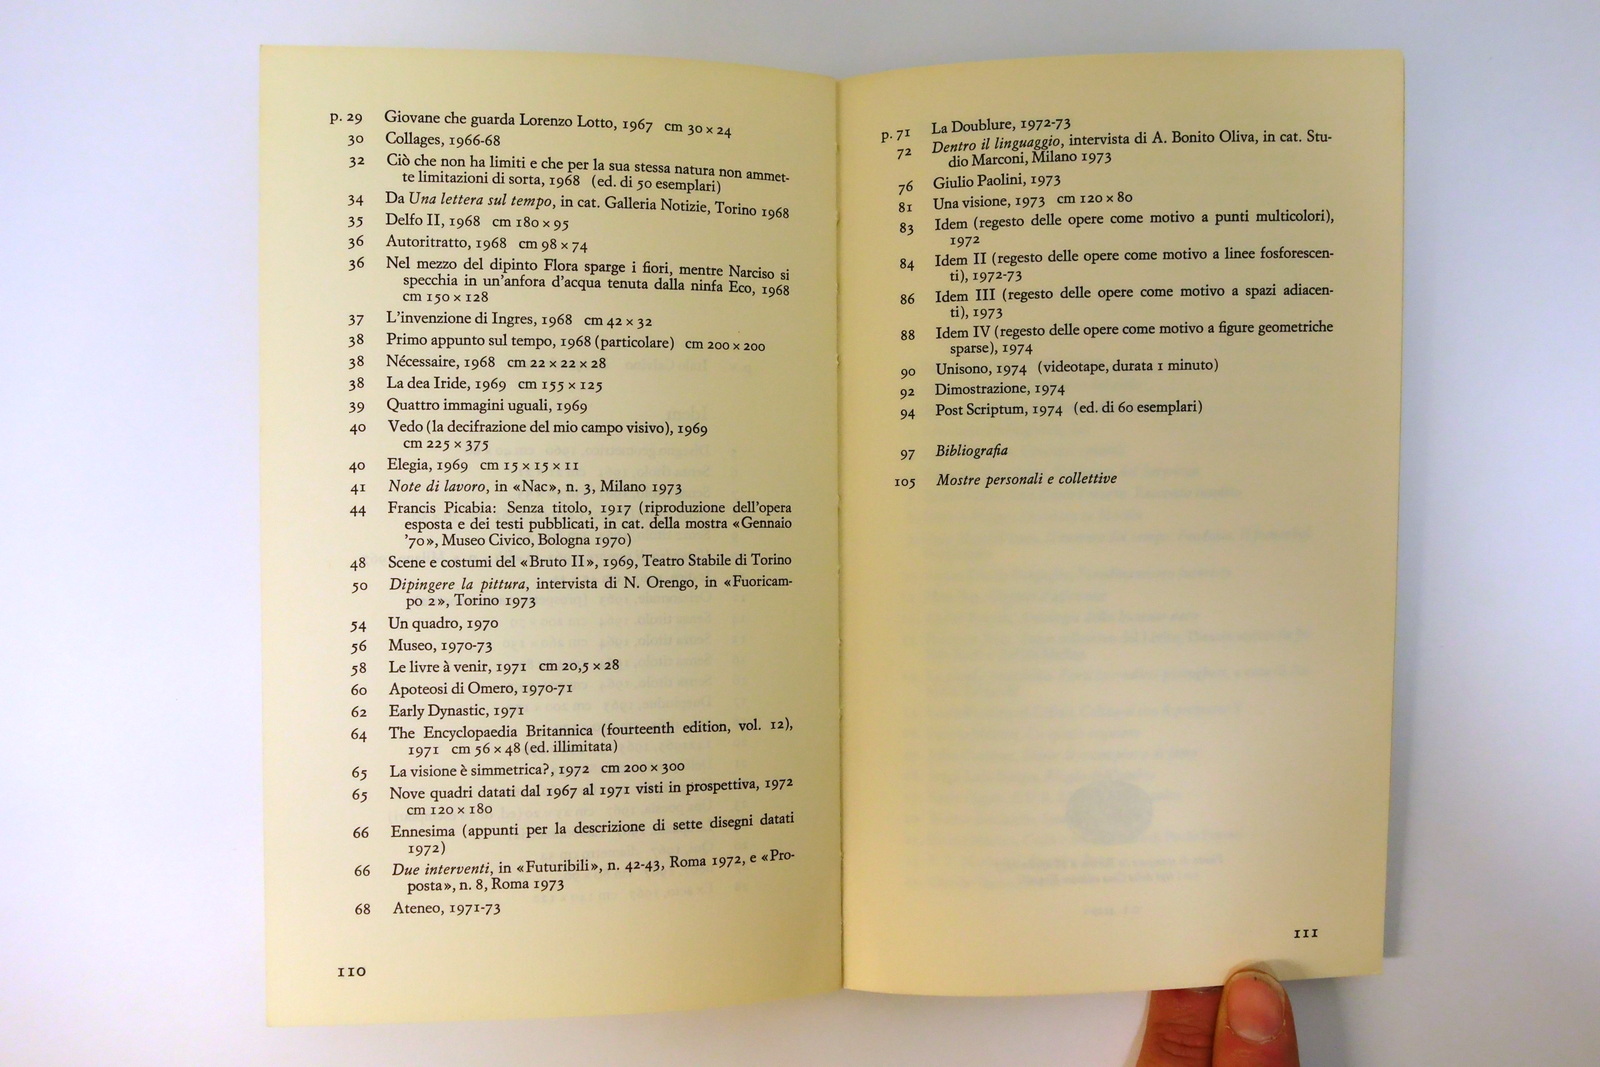 p. 29 Giovane che guarda Lorenzo Lotto, 1967 cm 30 × 24
30 Collages, 1966-68
32 Ciò che non ha limiti e che per la sua stessa natura non ammet-
te limitazioni di sorta, 1968 (ed. di 50 esemplari)
34 Da Una lettera sul tempo, in cat. Galleria Notizie, Torino 1968
35 Delfo II, 1968 cm 180 × 95
36 Autoritratto, 1968 cm 98 × 74
36 Nel mezzo del dipinto Flora sparge i fiori, mentre Narciso si
specchia in un'anfora d'acqua tenuta dalla ninfa Eco, 1968
cm 150 × 128
37 L'invenzione di Ingres, 1968 cm 42 × 32
38 Primo appunto sul tempo, 1968 (particolare) cm 200 × 200
38 Nécessaire, 1968 cm 22 × 22 × 28
38 La dea Iride, 1969 cm 155 × 125
39 Quattro immagini uguali, 1969
40 Vedo (la decifrazione del mio campo visivo), 1969
cm 225 × 375
40 Elegia, 1969 cm 15 × 15 × 11
41 Note di lavoro, in «Nac», n. 3, Milano 1973
44 Francis Picabia: Senza titolo, 1917 (riproduzione dell'opera
esposta e dei testi pubblicati, in cat. della mostra «Gennaio
'70», Museo Civico, Bologna 1970)
48 Scene e costumi del «Bruto II», 1969, Teatro Stabile di Torino
50 Dipingere la pittura, intervista di N. Orengo, in «Fuoricam-
po 2», Torino 1973
54 Un quadro, 1970
56 Museo, 1970-73
58 Le livre à venir, 1971 cm 20,5 × 28
60 Apoteosi di Omero, 1970-71
62 Early Dynastic, 1971
64 The Encyclopaedia Britannica (fourteenth edition, vol. 12),
1971 cm 56 × 48 (ed. illimitata)
65 La visione è simmetrica?, 1972 cm 200 × 300
65 Nove quadri datati dal 1967 al 1971 visti in prospettiva, 1972
cm 120 × 180
66 Ennesima (appunti per la descrizione di sette disegni datati
1972)
66 Due interventi, in «Futuribili», n. 42-43, Roma 1972, e «Pro-
posta», n. 8, Roma 1973
68 Ateneo, 1971-73
110
p. 71 La Doublure, 1972-73
72 Dentro il linguaggio, intervista di A. Bonito Oliva, in cat. Stu-
dio Marconi, Milano 1973
76 Giulio Paolini, 1973
81 Una visione, 1973 cm 120 × 80
83 Idem (regesto delle opere come motivo a punti multicolori),
1972
84 Idem II (regesto delle opere come motivo a linee fosforescen-
ti), 1972-73
86 Idem III (regesto delle opere come motivo a spazi adiacen-
ti), 1973
88 Idem IV (regesto delle opere come motivo a figure geometriche
sparse), 1974
90 Unisono, 1974 (videotape, durata 1 minuto)
92 Dimostrazione, 1974
94 Post Scriptum, 1974 (ed. di 60 esemplari)
97 Bibliografia
105 Mostre personali e collettive
111